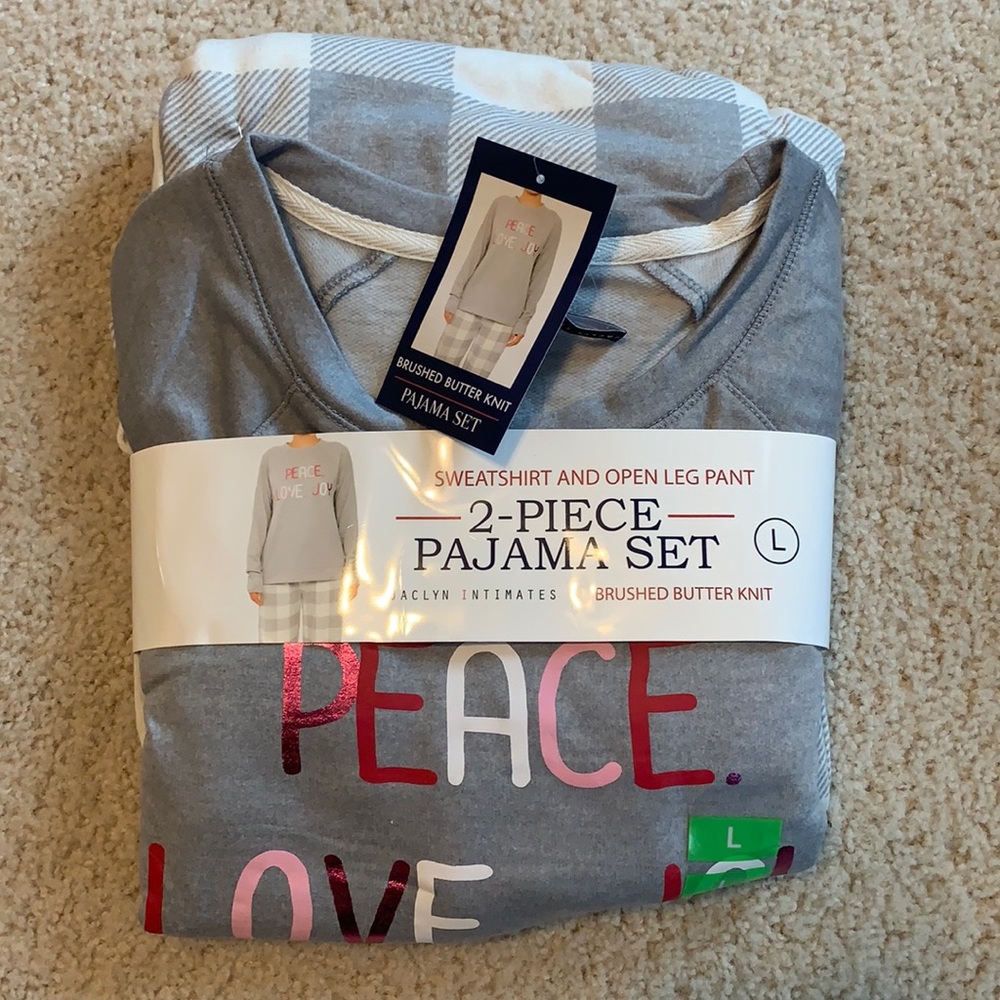 PEACE.
LOVE JOY
BRUSHED BUTTER KNIT
PAJAMA SET
SWEATSHIRT AND OPEN LEG PANT
2-PIECE
PAJAMA SET
L
JACLYN INTIMATES
BRUSHED BUTTER KNIT
PEACE.
LOVE JOY
PEACE.
L
LOVE